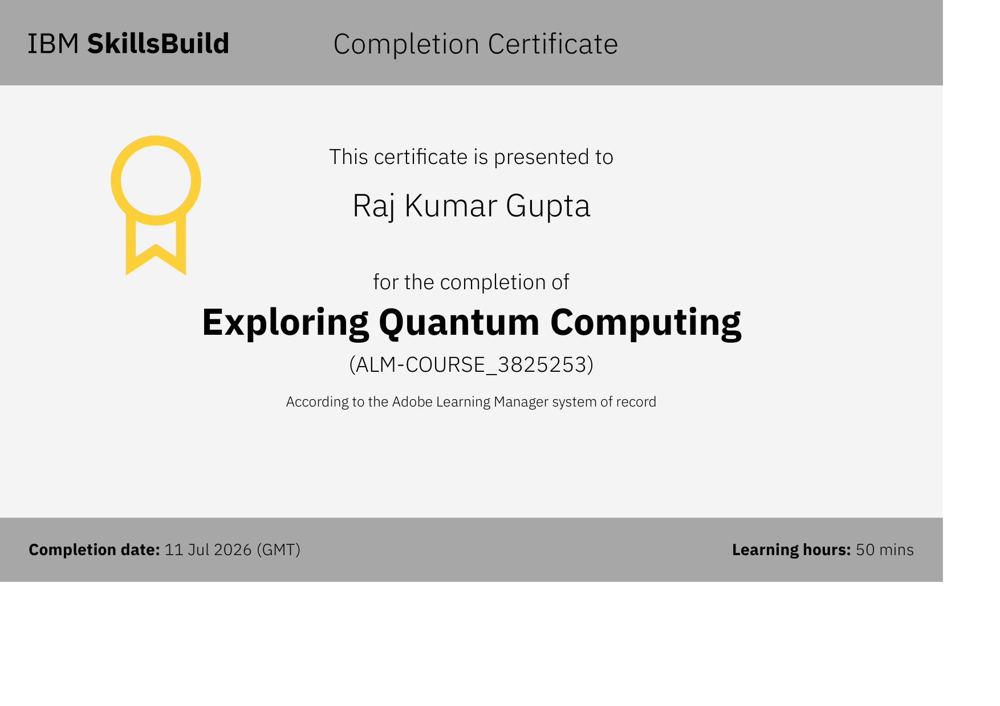 IBM SkillsBuild
Completion Certificate
This certificate is presented to
Raj Kumar Gupta
for the completion of
Exploring Quantum Computing
(ALM-COURSE_3825253)
According to the Adobe Learning Manager system of record
Completion date: 11 Jul 2026 (GMT)
Learning hours: 50 mins